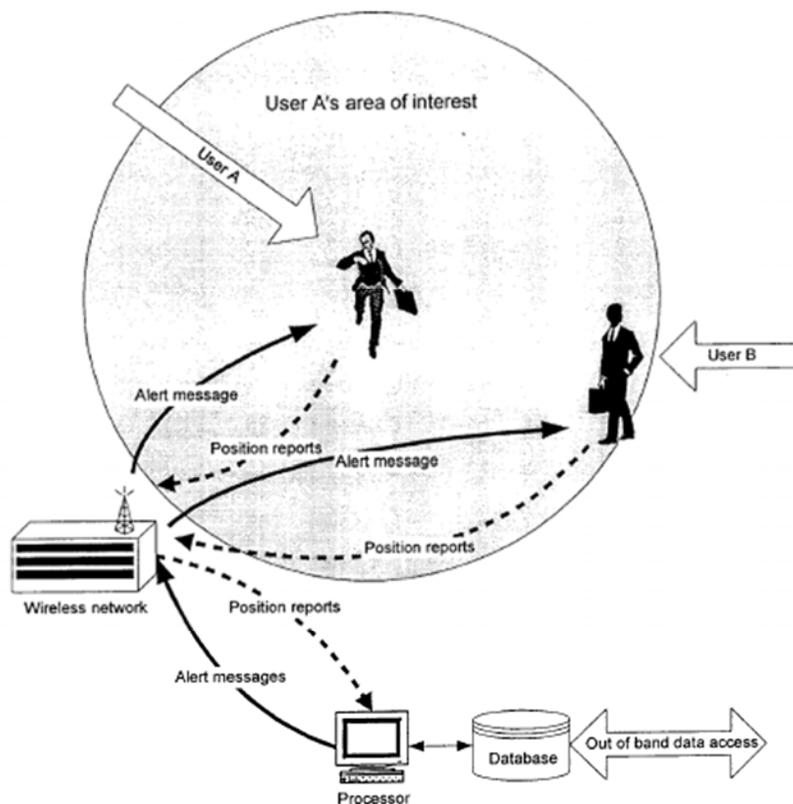 User A's area of interest
User A
User B
Alert message
Position reports
Alert message
Position reports
Wireless network
Position reports
Alert messages
Out of band data access
Database
Processor